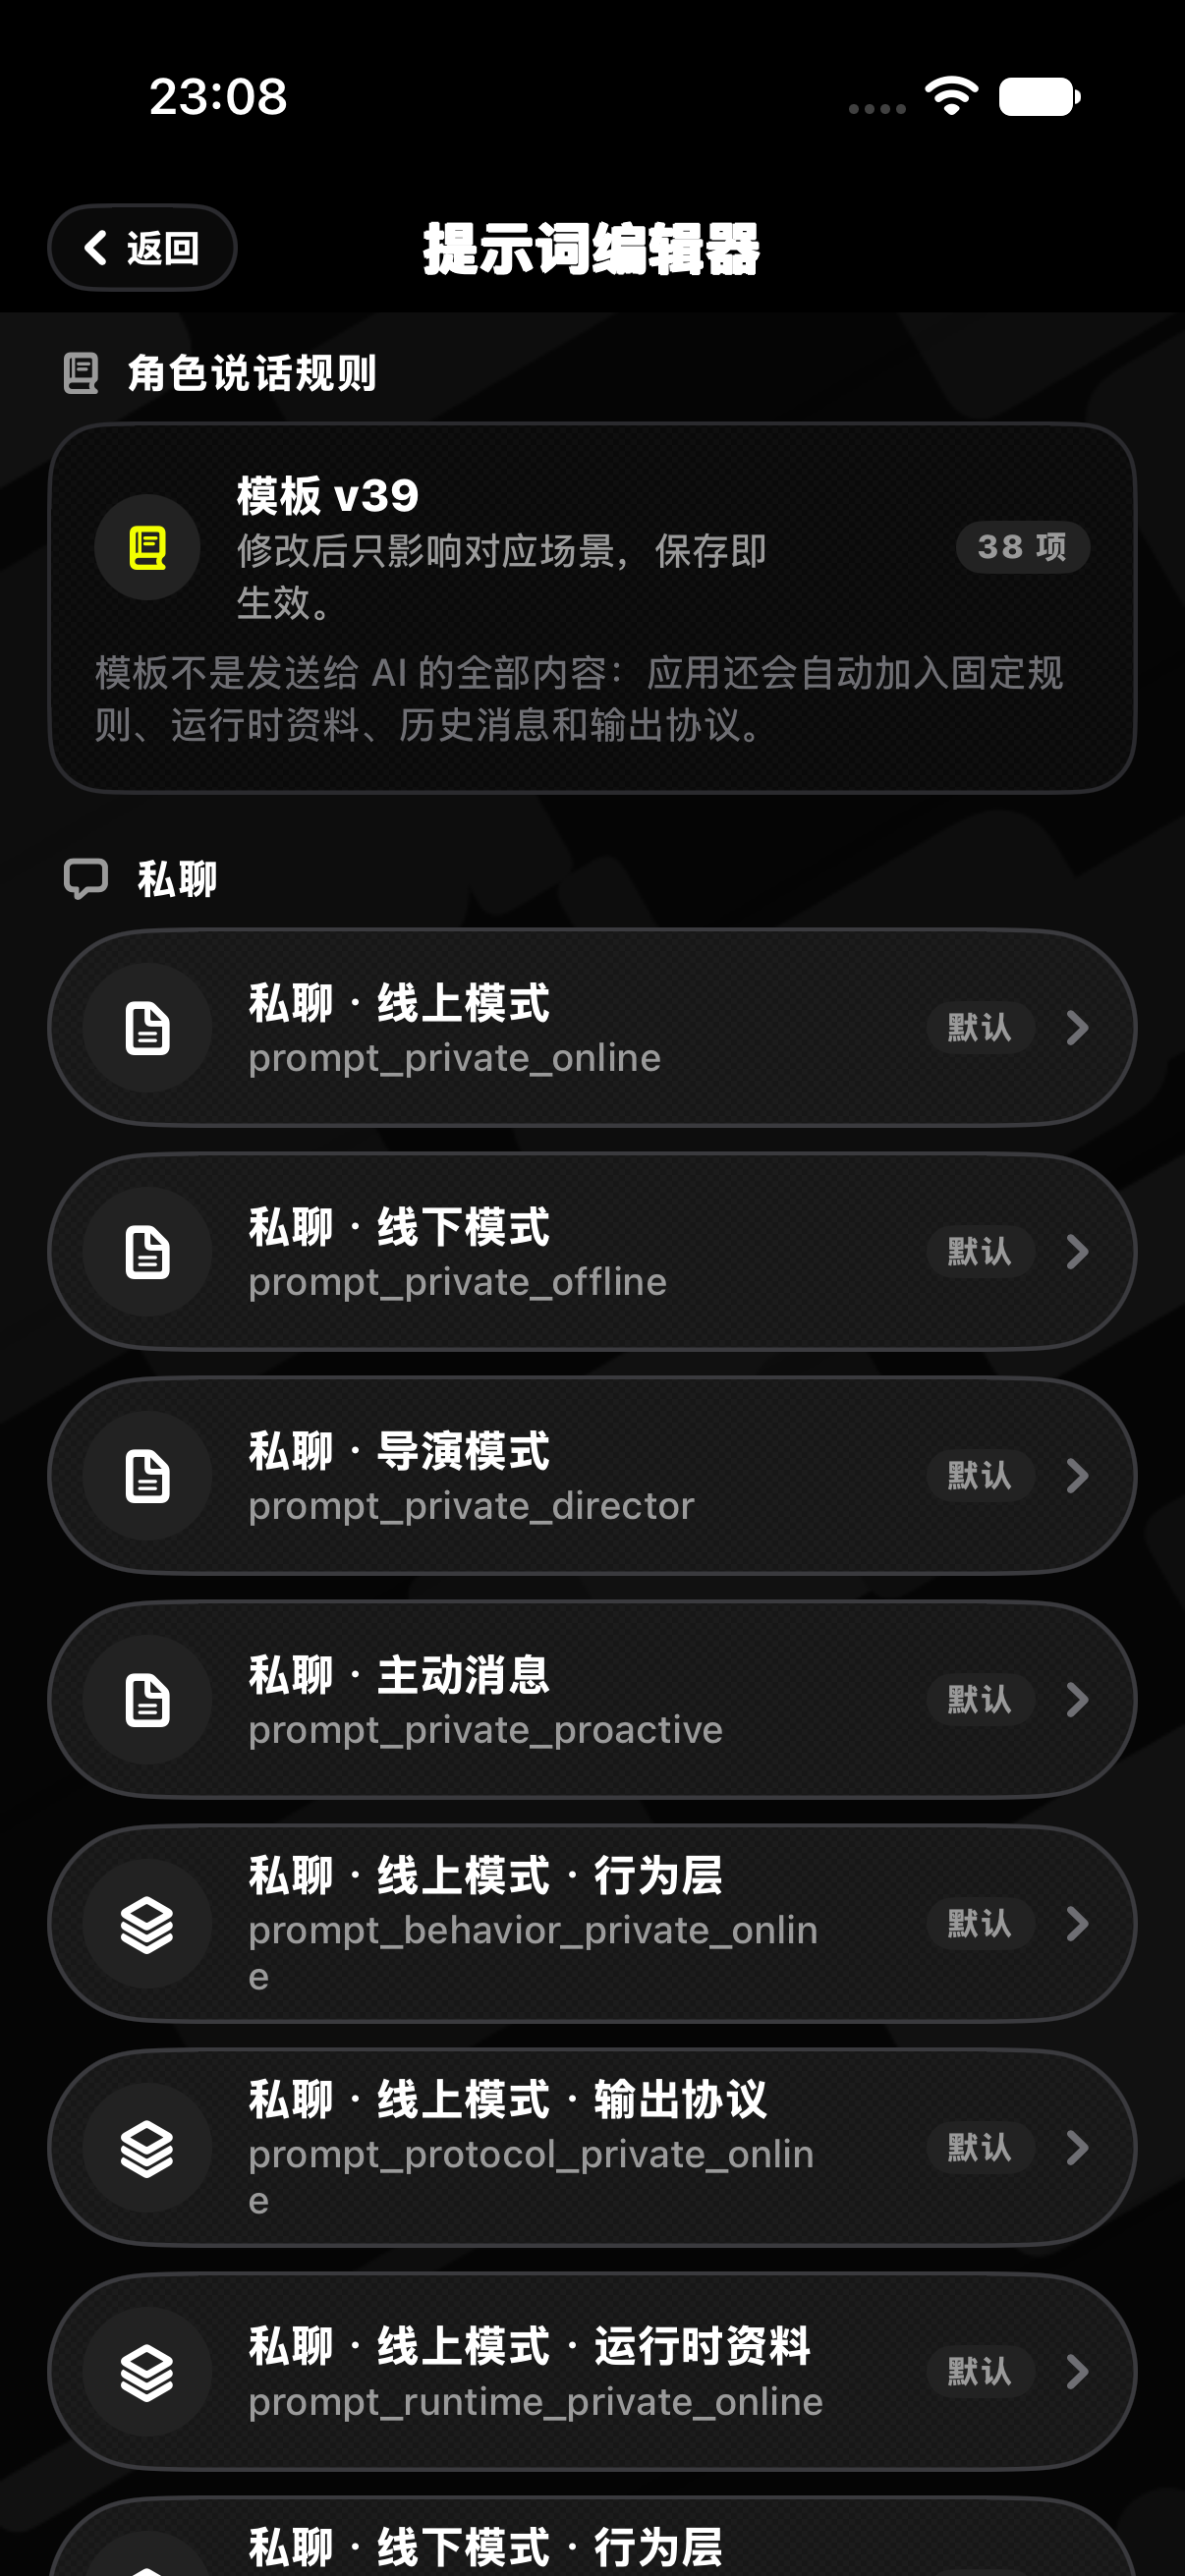 23:08
返回
提示词编辑器
角色说话规则
模板 v39
修改后只影响对应场景，保存即
生效。
38 项
模板不是发送给 AI 的全部内容：应用还会自动加入固定规
则、运行时资料、历史消息和输出协议。
私聊
私聊 · 线上模式
prompt_private_online
默认
私聊 · 线下模式
prompt_private_offline
默认
私聊 · 导演模式
prompt_private_director
默认
私聊 · 主动消息
prompt_private_proactive
默认
私聊 · 线上模式 · 行为层
prompt_behavior_private_onlin
e
默认
私聊 · 线上模式 · 输出协议
prompt_protocol_private_onlin
e
默认
私聊 · 线上模式 · 运行时资料
prompt_runtime_private_online
默认
私聊 · 线下模式 · 行为层